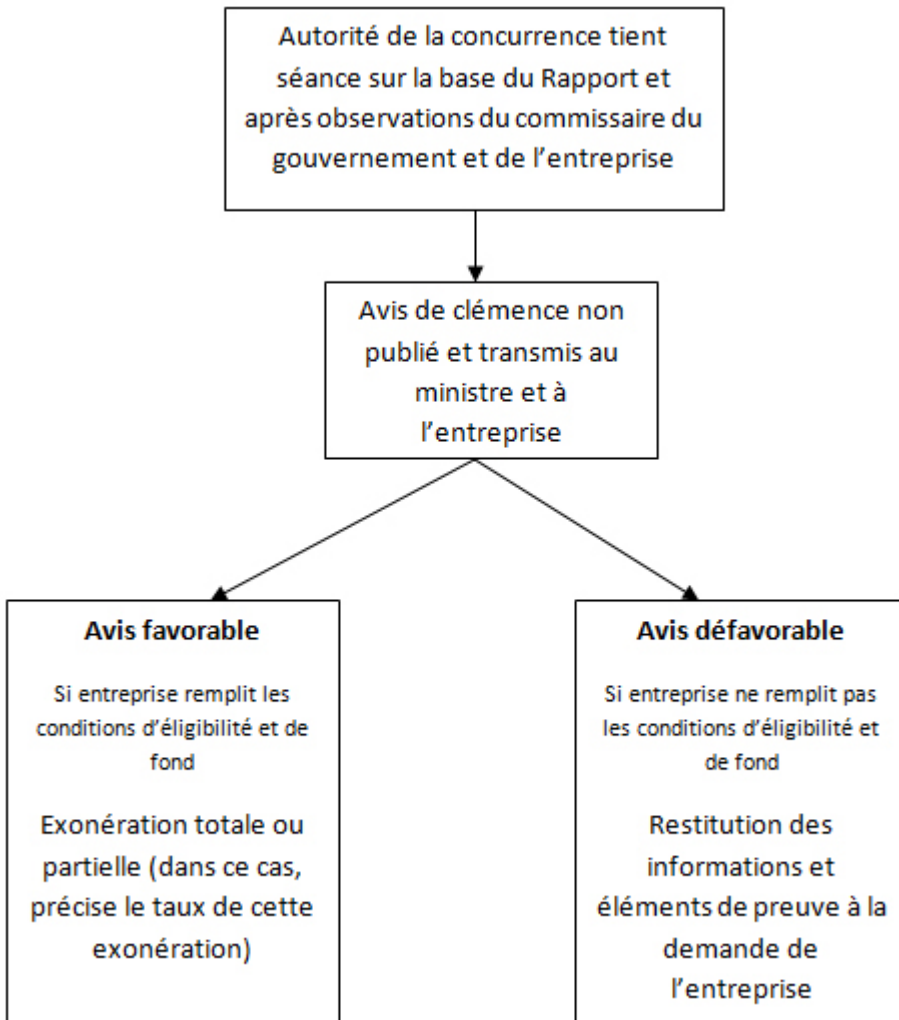 Autorité de la concurrence tient
séance sur la base du Rapport et
après observations du commissaire du
gouvernement et de l’entreprise
Avis de clémence non
publié et transmis au
ministre et à
l’entreprise
Avis favorable
Si entreprise remplit les
conditions d’éligibilité et de
fond
Exonération totale ou
partielle (dans ce cas,
précise le taux de cette
exonération)
Avis défavorable
Si entreprise ne remplit pas
les conditions d’éligibilité et
de fond
Restitution des
informations et
éléments de preuve à la
demande de
l’entreprise